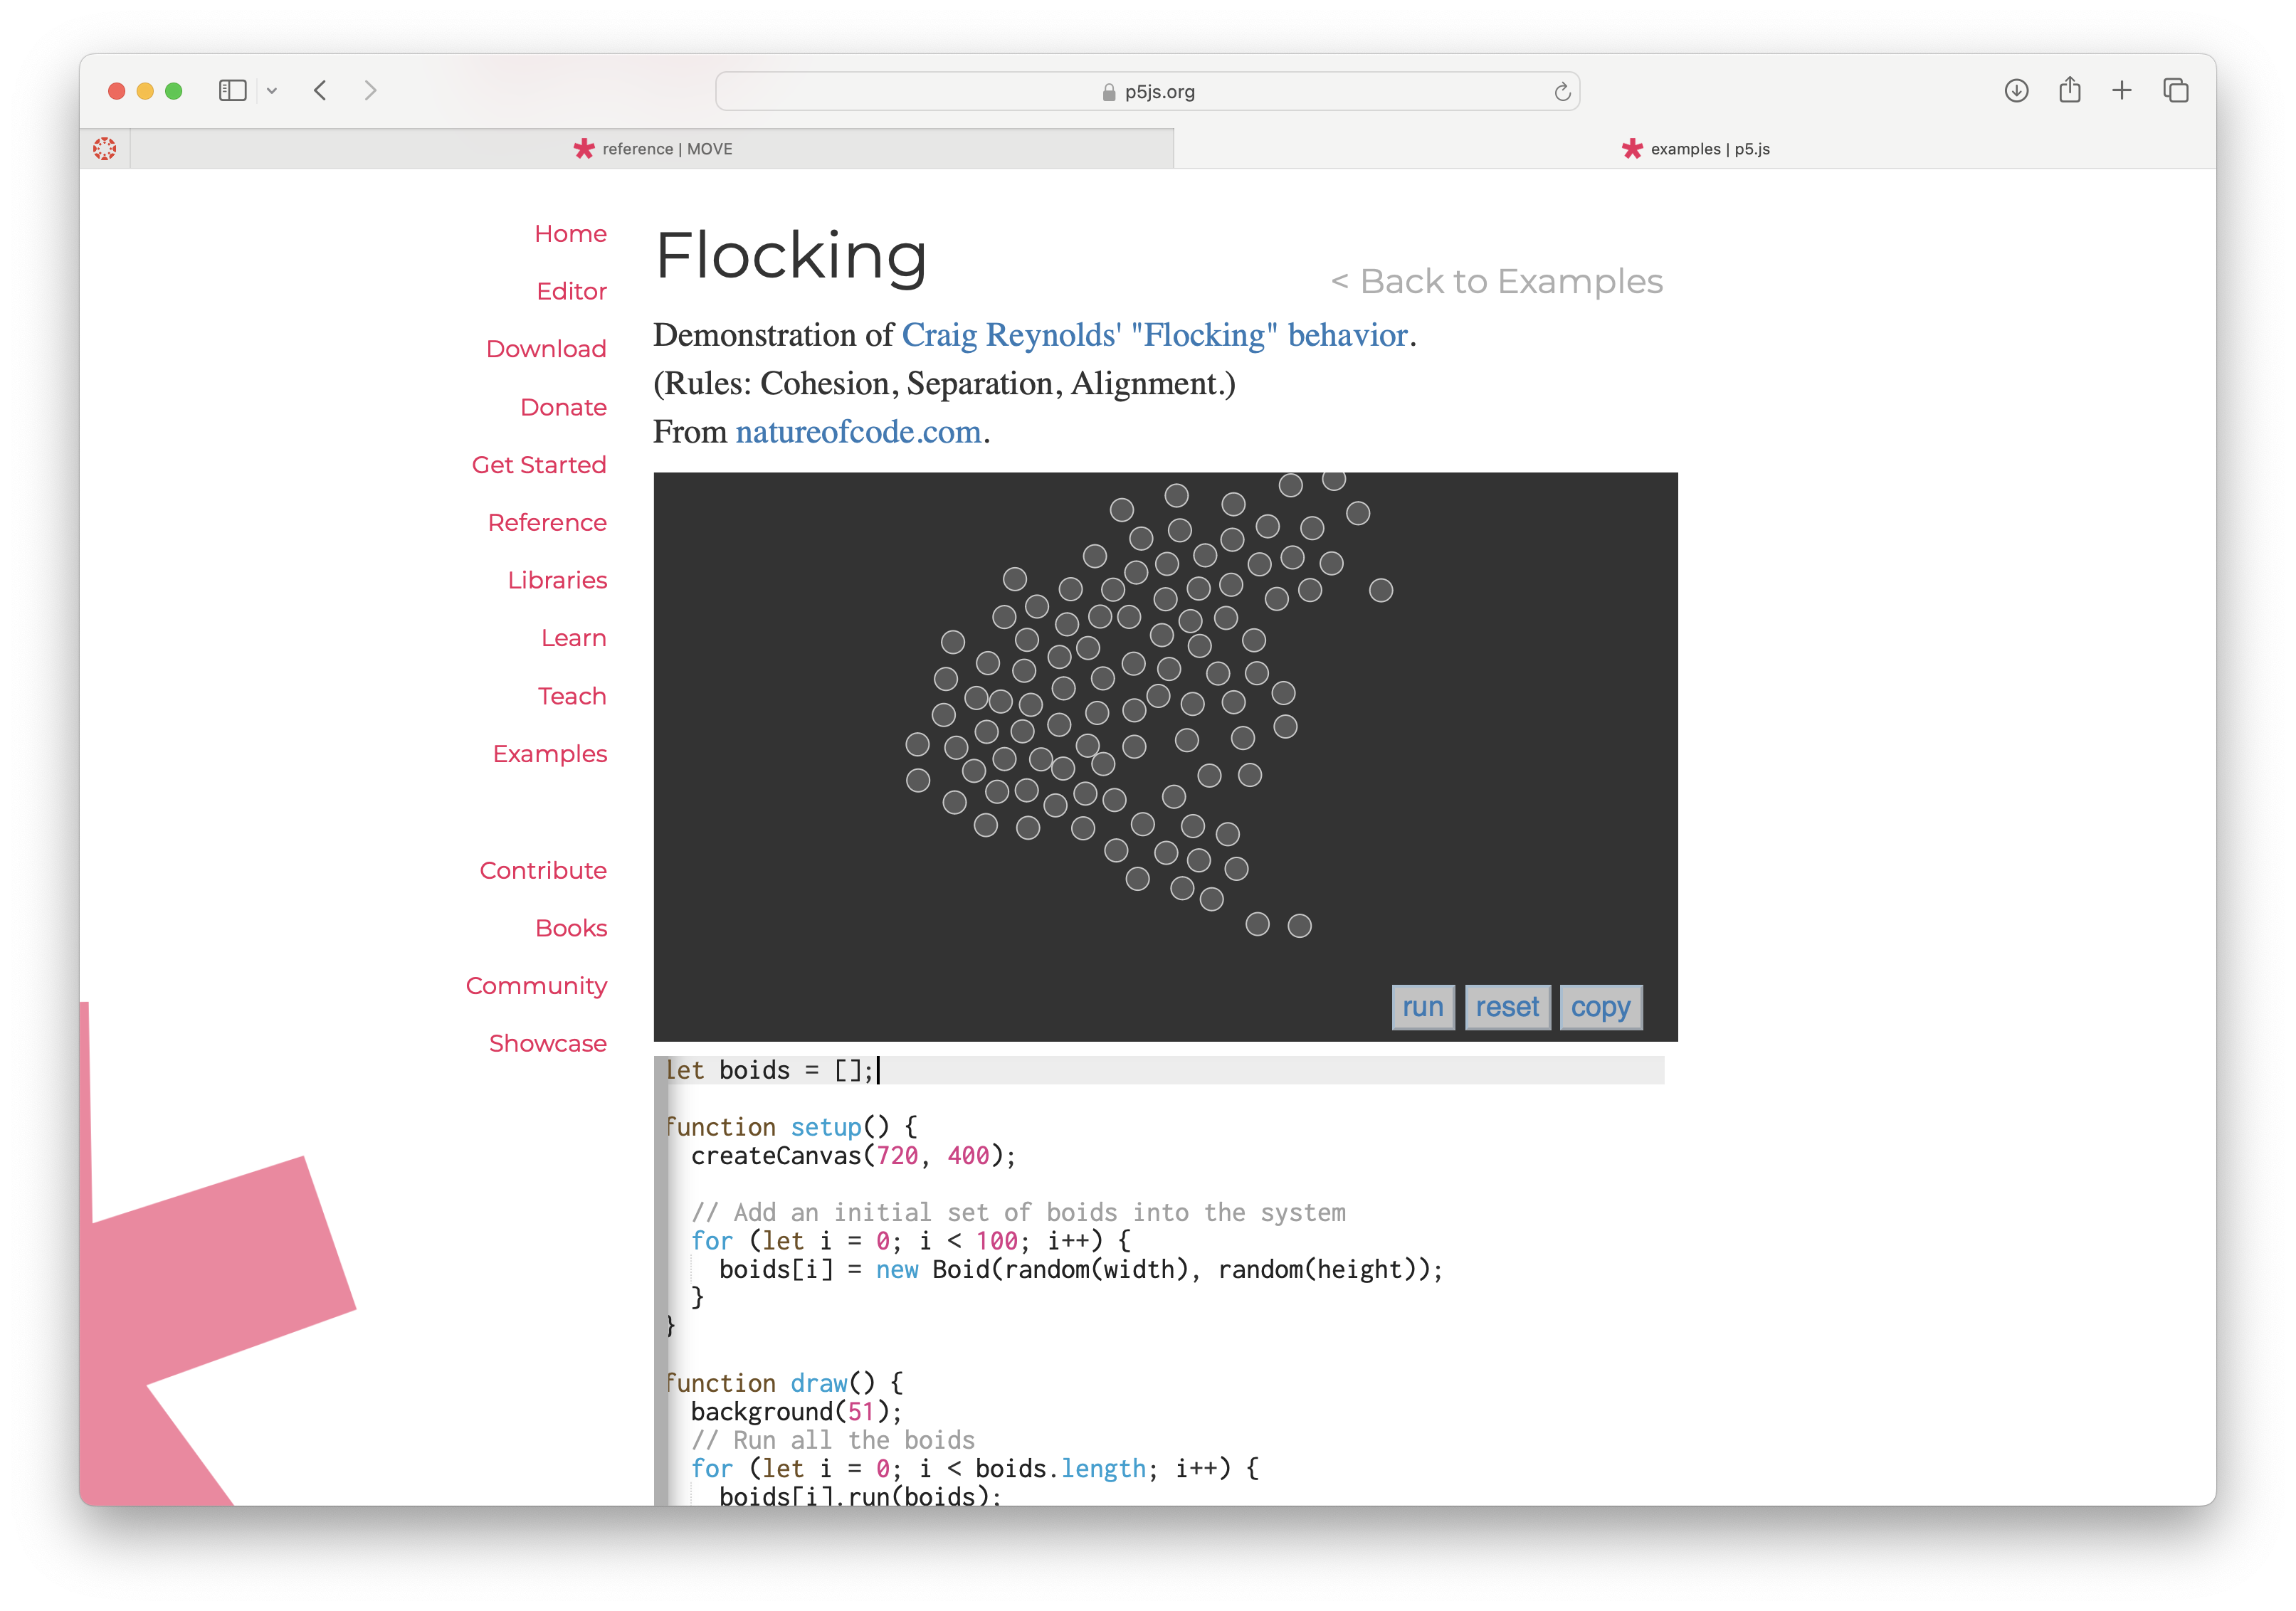 p5js.org
reference | MOVE
examples | p5.js
Home
Editor
Download
Donate
Get Started
Reference
Libraries
Learn
Teach
Examples
Contribute
Books
Community
Showcase
Flocking
< Back to Examples
Demonstration of Craig Reynolds' "Flocking" behavior.
(Rules: Cohesion, Separation, Alignment.)
From natureofcode.com.
run reset copy
let boids = [];
function setup() {
  createCanvas(720, 400);
  // Add an initial set of boids into the system
  for (let i = 0; i < 100; i++) {
    boids[i] = new Boid(random(width), random(height));
  }
}
function draw() {
  background(51);
  // Run all the boids
  for (let i = 0; i < boids.length; i++) {
    boids[i].run(boids);